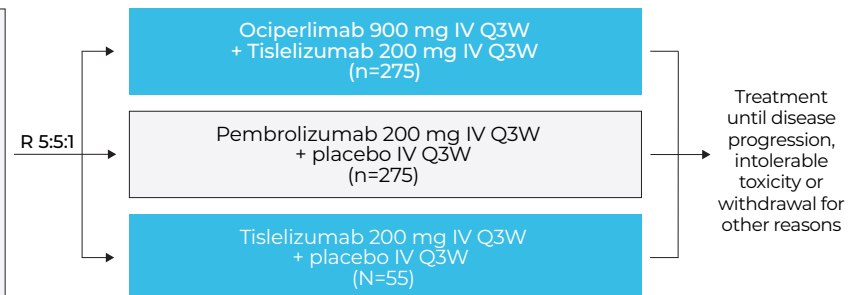 R 5:5:1
Ociperlimab 900 mg IV Q3W
+ Tislelizumab 200 mg IV Q3W
(n=275)
Pembrolizumab 200 mg IV Q3W
+ placebo IV Q3W
(n=275)
Tislelizumab 200 mg IV Q3W
+ placebo IV Q3W
(N=55)
Treatment
until disease
progression,
intolerable
toxicity or
withdrawal for
other reasons